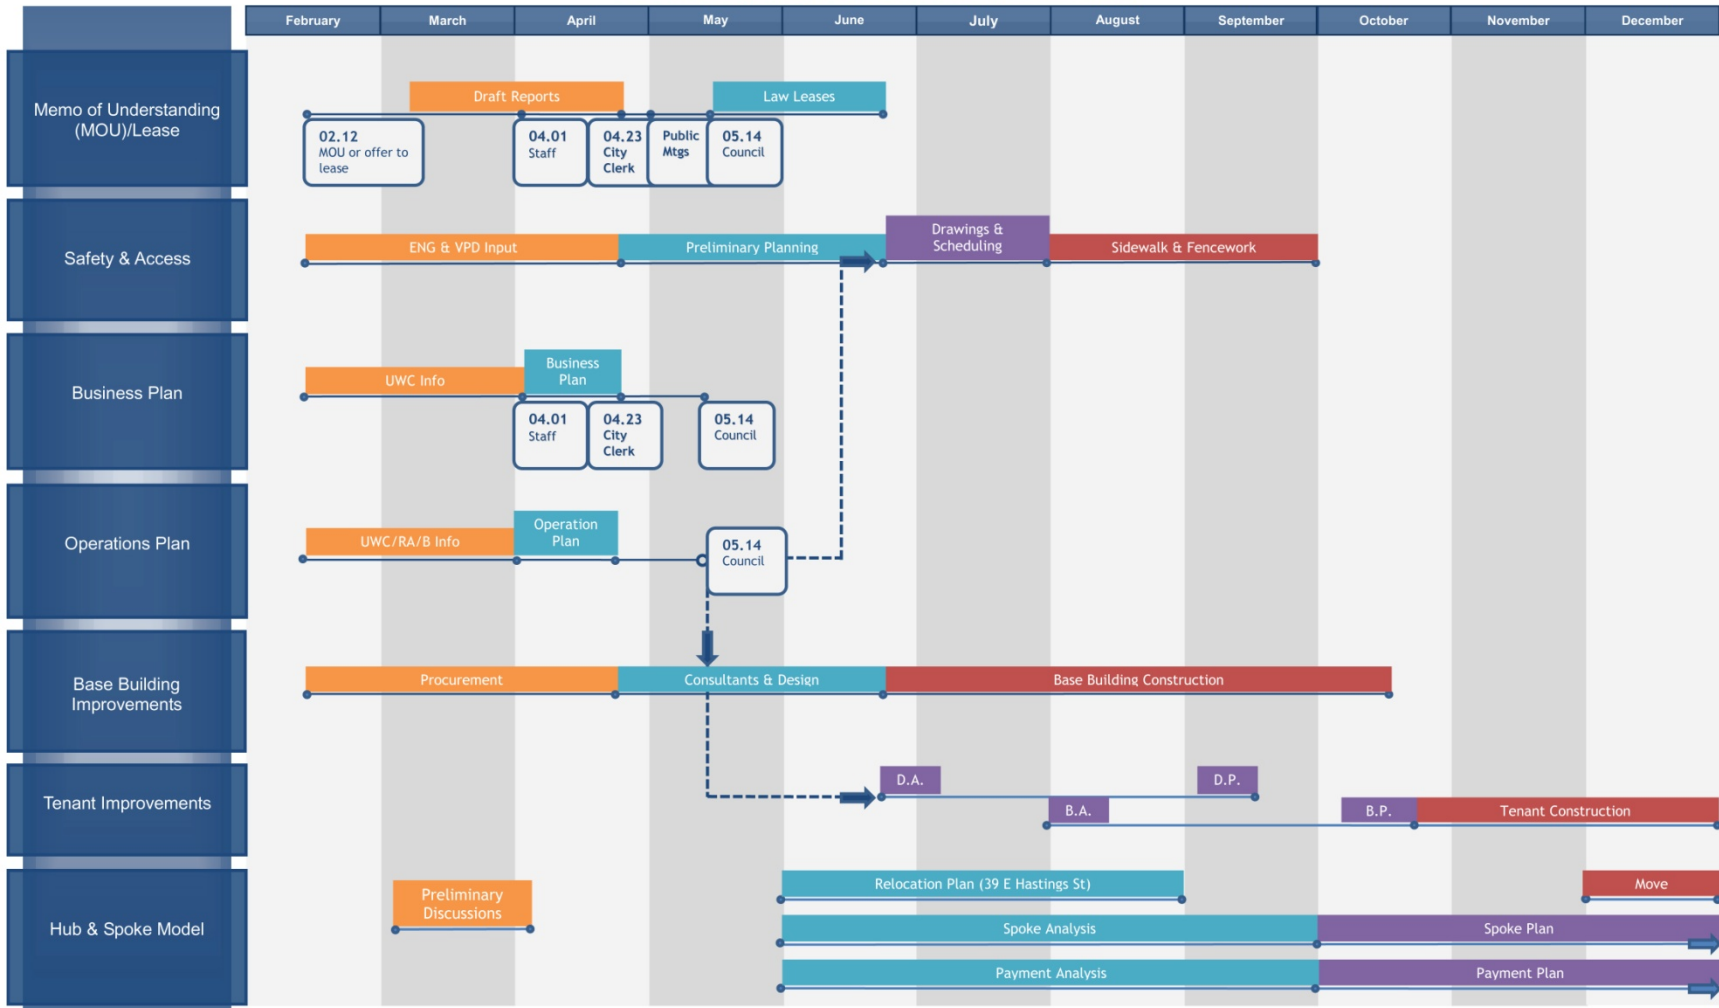 February March April May June July August September October November December
Memo of Understanding
(MOU)/Lease
Draft Reports
Law Leases
02.12
MOU or offer to
lease
04.01
Staff
04.23
City
Clerk
Public
Mtgs
05.14
Council
Safety & Access
ENG & VPD Input
Preliminary Planning
Drawings &
Scheduling
Sidewalk & Fencework
Business Plan
UWC Info
Business
Plan
04.01
Staff
04.23
City
Clerk
05.14
Council
Operations Plan
UWC/RA/B Info
Operation
Plan
05.14
Council
Base Building
Improvements
Procurement
Consultants & Design
Base Building Construction
Tenant Improvements
D.A.
B.A.
D.P.
B.P.
Tenant Construction
Hub & Spoke Model
Preliminary
Discussions
Relocation Plan (39 E Hastings St)
Move
Spoke Analysis
Spoke Plan
Payment Analysis
Payment Plan